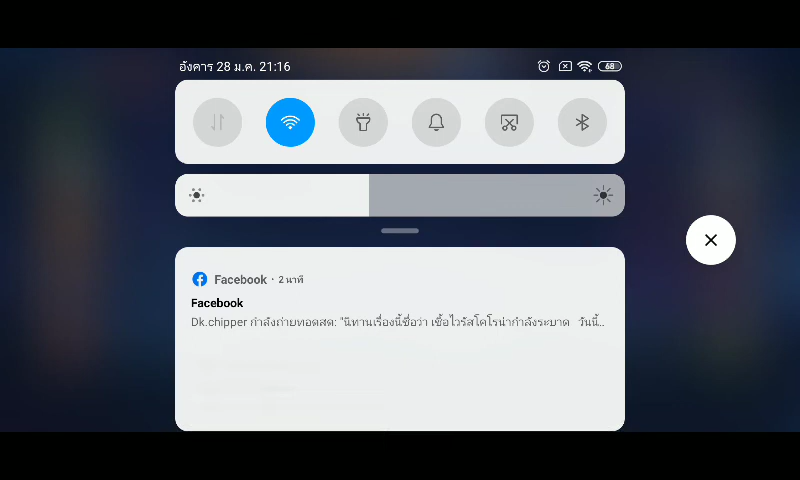 อังคาร 28 ม.ค. 21:16
68
Facebook · 2 นาที
Facebook
Dk.chipper กำลังถ่ายทอดสด: "นิทานเรื่องนี้ชื่อว่า เชื้อไวรัสโคโรน่ากำลังระบาด วันนี้...